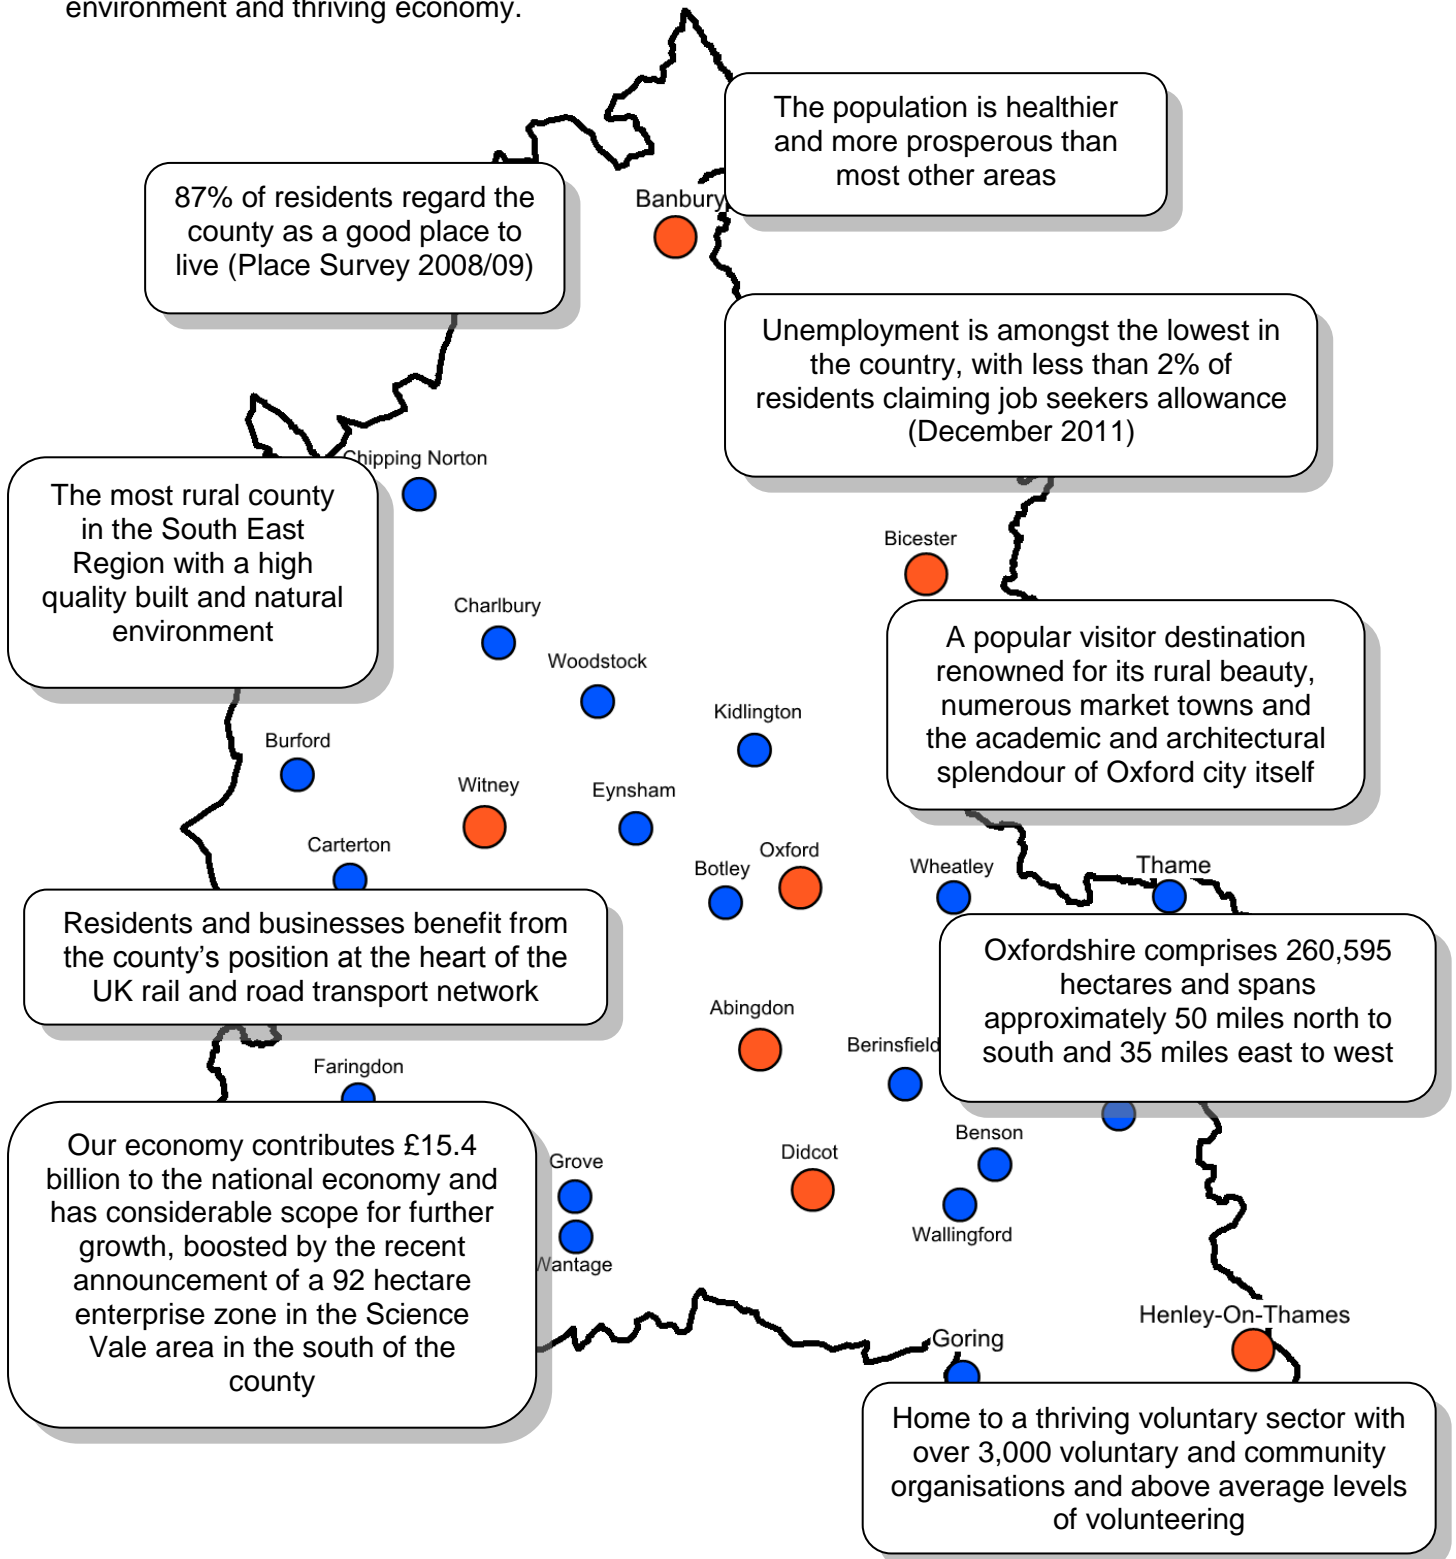 environment and thriving economy.
The population is healthier
and more prosperous than
most other areas
87% of residents regard the
county as a good place to
live (Place Survey 2008/09)
Banbury
Unemployment is amongst the lowest in
the country, with less than 2% of
residents claiming job seekers allowance
(December 2011)
Chipping Norton
The most rural county
in the South East
Region with a high
quality built and natural
environment
Bicester
Charlbury
A popular visitor destination
renowned for its rural beauty,
numerous market towns and
the academic and architectural
splendour of Oxford city itself
Woodstock
Kidlington
Burford
Witney
Eynsham
Carterton
Oxford
Botley
Wheatley
Thame
Residents and businesses benefit from
the county's position at the heart of the
UK rail and road transport network
Oxfordshire comprises 260,595
hectares and spans
approximately 50 miles north to
south and 35 miles east to west
Abingdon
Berinsfield
Faringdon
Our economy contributes £15.4
billion to the national economy and
has considerable scope for further
growth, boosted by the recent
announcement of a 92 hectare
enterprise zone in the Science
Vale area in the south of the
county
Benson
Didcot
Grove
Wallingford
Wantage
Henley-On-Thames
Goring
Home to a thriving voluntary sector with
over 3,000 voluntary and community
organisations and above average levels
of volunteering